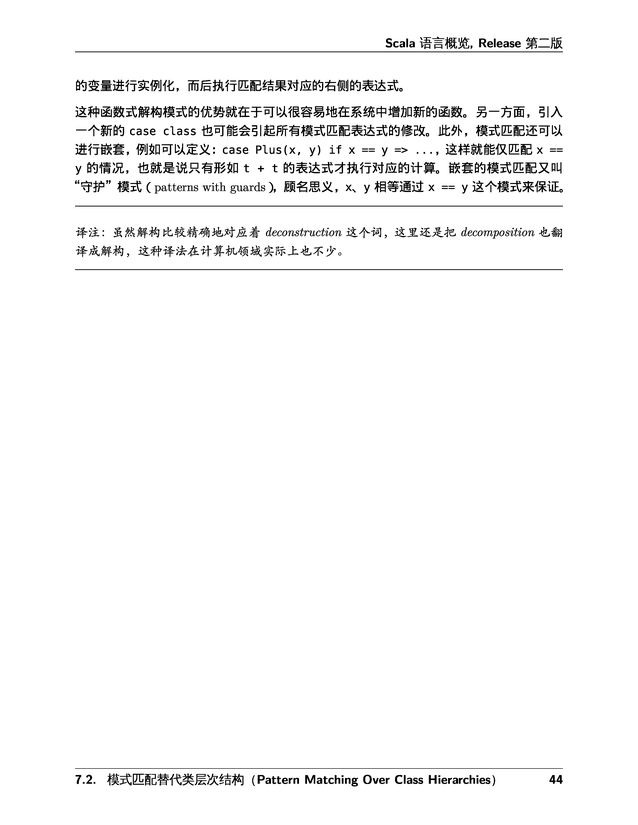 Scala 语言概览, Release 第二版
的变量进行实例化，而后执行匹配结果对应的右侧的表达式。
这种函数式解构模式的优势就在于可以很容易地在系统中增加新的函数。另一方面，引入
一个新的 case class 也可能会引起所有模式匹配表达式的修改。此外，模式匹配还可以
进行嵌套，例如可以定义：case Plus(x, y) if x == y => ...，这样就能仅匹配 x ==
y 的情况，也就是说只有形如 t + t 的表达式才执行对应的计算。嵌套的模式匹配又叫
“守护”模式（patterns with guards），顾名思义，x、y 相等通过 x == y 这个模式来保证。
译注：虽然解构比较精确地对应着 deconstruction 这个词，这里还是把 decomposition 也翻
译成解构，这种译法在计算机领域实际上也不少。
7.2. 模式匹配替代类层次结构（Pattern Matching Over Class Hierarchies） 44